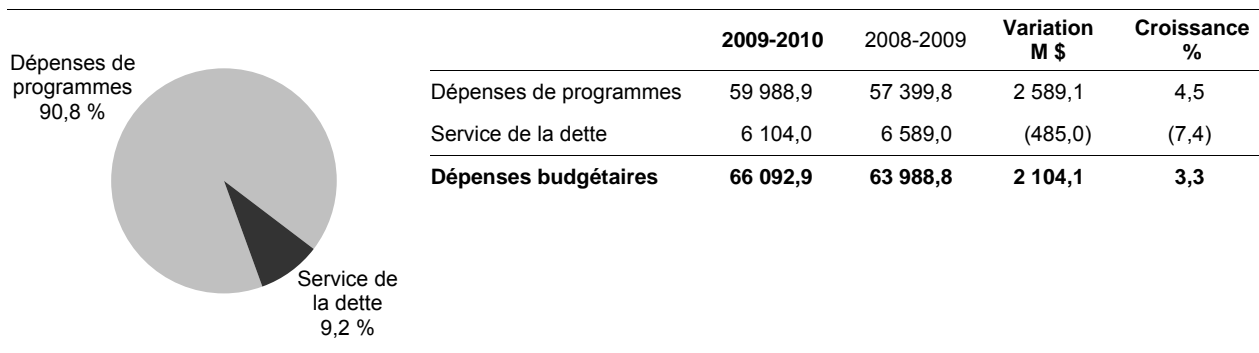 Dépenses de
programmes
90,8 %
Service de
la dette
9,2 %
2009-2010 2008-2009 Variation M $ Croissance %
Dépenses de programmes 59 988,9 57 399,8 2 589,1 4,5
Service de la dette 6 104,0 6 589,0 (485,0) (7,4)
Dépenses budgétaires 66 092,9 63 988,8 2 104,1 3,3